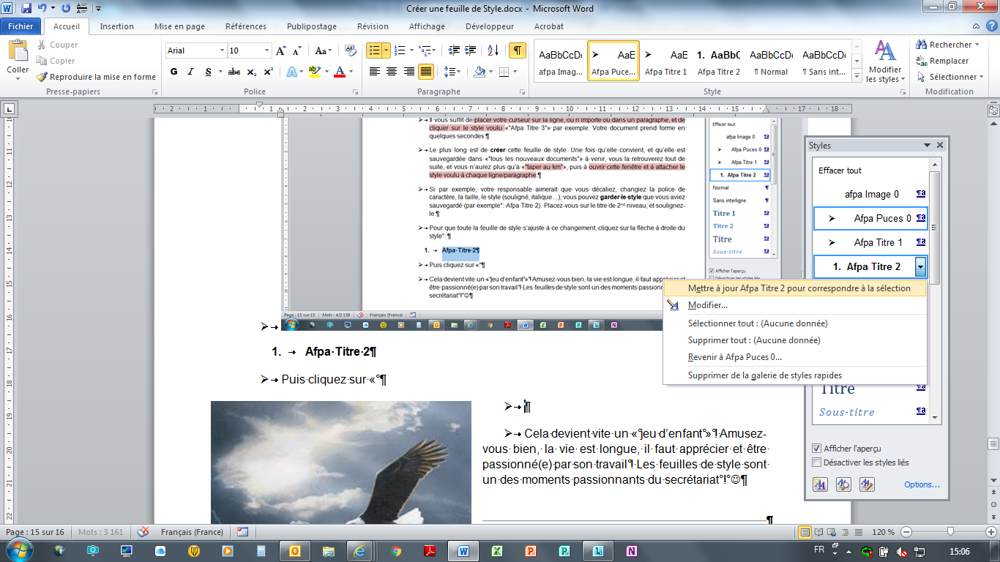 Créer une feuille de Style.docx - Microsoft Word
Fichier Accueil Insertion Mise en page Références Publipostage Révision Affichage Développeur Acrobat
Coller
Couper
Copier
Reproduire la mise en forme
Presse-papiers
Arial 10
Police
Paragraphe
AaBbCcDc AaE AaE 1. AaBbC AaBbCcDc AaBbCcDc
afpa Imag... Afpa Puce... Afpa Titre 1 Afpa Titre 2 ¶ Normal ¶ Sans int...
Modifier les styles
Style
Rechercher
Remplacer
Sélectionner
Modification
Il vous suffit de placer votre curseur sur la ligne, ou n'importe où dans un paragraphe, et de
cliquer sur le style voulu «°Afpa Titre 3°» par exemple. Votre document prend forme en
quelques secondes.¶
Le plus long est de créer cette feuille de style. Une fois qu'elle convient, et qu'elle est
sauvegardée dans «°tous les nouveaux documents°» à venir, vous la retrouverez tout de
suite, et vous n'aurez plus qu'à «°taper au km°», puis à ouvrir cette fenêtre et à attacher le
style voulu à chaque ligne/paragraphe.¶
Si par exemple, votre responsable aimerait que vous décaliez, changiez la police de
caractère, la taille, le style (souligné, italique…), vous pouvez garder le style que vous aviez
sauvegardé (par exemple° Afpa Titre 2). Placez-vous sur le titre de 2nd niveau, et soulignez-
le.¶
Pour que toute la feuille de style s'ajuste à ce changement, cliquez sur la flèche à droite du
style° ¶
1. Afpa Titre 2¶
Puis cliquez sur «°¶
Cela devient vite un «°jeu d'enfant°»°! Amusez-vous bien, la vie est longue, il faut apprécier et
être passionné(e) par son travail°! Les feuilles de style sont un des moments passionnants du
secrétariat°!°☺¶
Effacer tout
afpa Image 0
Afpa Puces 0
Afpa Titre 1
1. Afpa Titre 2
Normal
Sans interligne
Titre 1
Titre 2
Titre
Sous-titre
Afficher l'aperçu
Désactiver les styles liés
Page : 15 sur 15 Mots : 4/3 159 Français (France)
1. Afpa Titre 2¶
Puis cliquez sur «°¶
¶
Cela devient vite un «°jeu d'enfant°»°! Amusez-
vous bien, la vie est longue, il faut apprécier et être
passionné(e) par son travail°! Les feuilles de style sont
un des moments passionnants du secrétariat°!°☺¶
¶
Styles
Effacer tout
afpa Image 0
Afpa Puces 0
Afpa Titre 1
1. Afpa Titre 2
Mettre à jour Afpa Titre 2 pour correspondre à la sélection
Modifier...
Sélectionner tout : (Aucune donnée)
Supprimer tout : (Aucune donnée)
Revenir à Afpa Puces 0...
Supprimer de la galerie de styles rapides
Titre
Sous-titre
Afficher l'aperçu
Désactiver les styles liés
Options...
Page : 15 sur 16 Mots : 3 161 Français (France) 120 %
FR 15:06